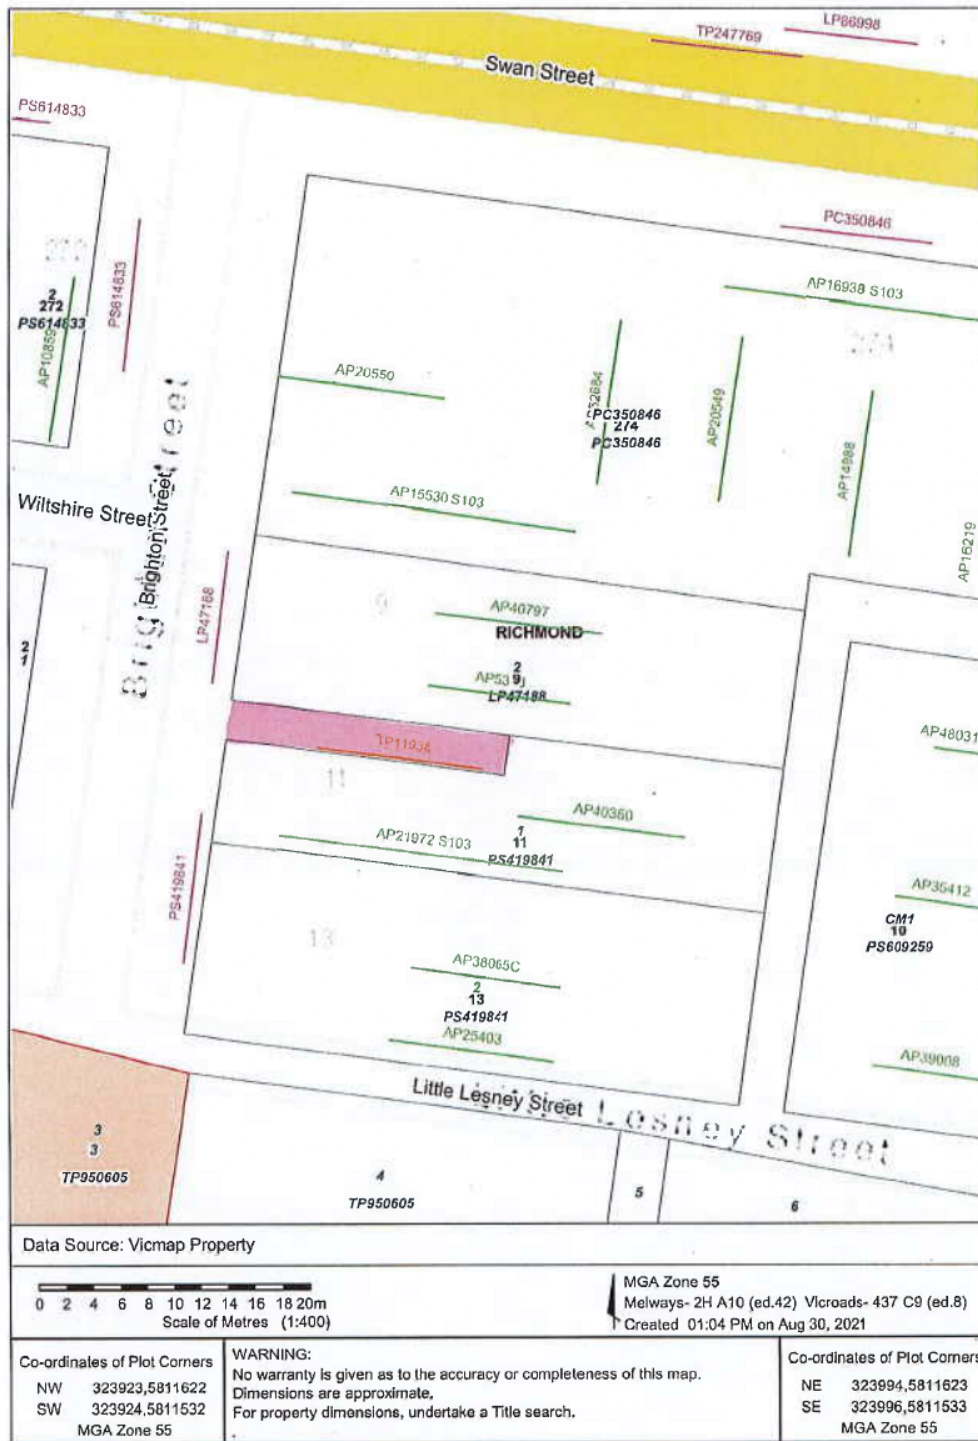 LP86998
TP247769
Swan Street
PS614833
PC350846
AP16938 S103
272
274
2
272
PS614833
AP10859
PS614833
AP20550
PC350846
274
PC350846
AP20549
AP14988
AP15530 S103
AP16219
Wiltshire Street
Brighton Street
Brighton Street
LP47188
9
AP40797
RICHMOND
2
9
LP47188
2
1
TP11934
AP48031
11
AP40360
AP21972 S103
1
11
PS419841
PS419841
AP35412
CM1
10
PS609259
13
AP38065C
2
13
PS419841
AP25403
AP39008
Little Lesney Street
Lesney Street
3
3
TP950605
4
TP950605
5
6
Data Source: Vicmap Property
0 2 4 6 8 10 12 14 16 18 20m
Scale of Metres (1:400)
MGA Zone 55
Melways- 2H A10 (ed.42) Vicroads- 437 C9 (ed.8)
Created 01:04 PM on Aug 30, 2021
Co-ordinates of Plot Corners
NW 323923,5811622
SW 323924,5811532
MGA Zone 55
WARNING:
No warranty is given as to the accuracy or completeness of this map.
Dimensions are approximate.
For property dimensions, undertake a Title search.
Co-ordinates of Plot Corners
NE 323994,5811623
SE 323996,5811533
MGA Zone 55